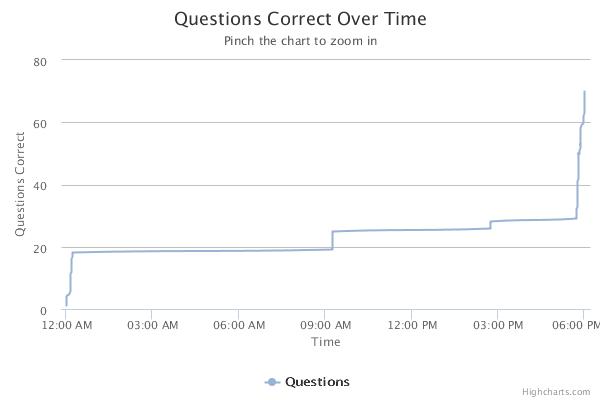 Questions Correct Over Time
Pinch the chart to zoom in
80
60
40
20
0
Questions Correct
12:00 AM 03:00 AM 06:00 AM 09:00 AM 12:00 PM 03:00 PM 06:00 PM
Time
Questions
Highcharts.com